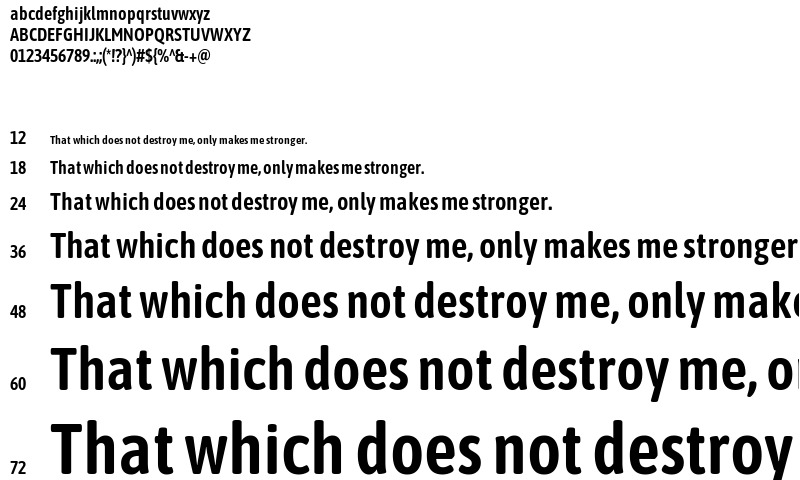 abcdefghijklmnopqrstuvwxyz
ABCDEFGHIJKLMNOPQRSTUVWXYZ
0123456789.:,;(*!?}^)#${%^&-+@
12 That which does not destroy me, only makes me stronger.
18 That which does not destroy me, only makes me stronger.
24 That which does not destroy me, only makes me stronger.
36 That which does not destroy me, only makes me stronger
48 That which does not destroy me, only make
60 That which does not destroy me, o
72 That which does not destroy